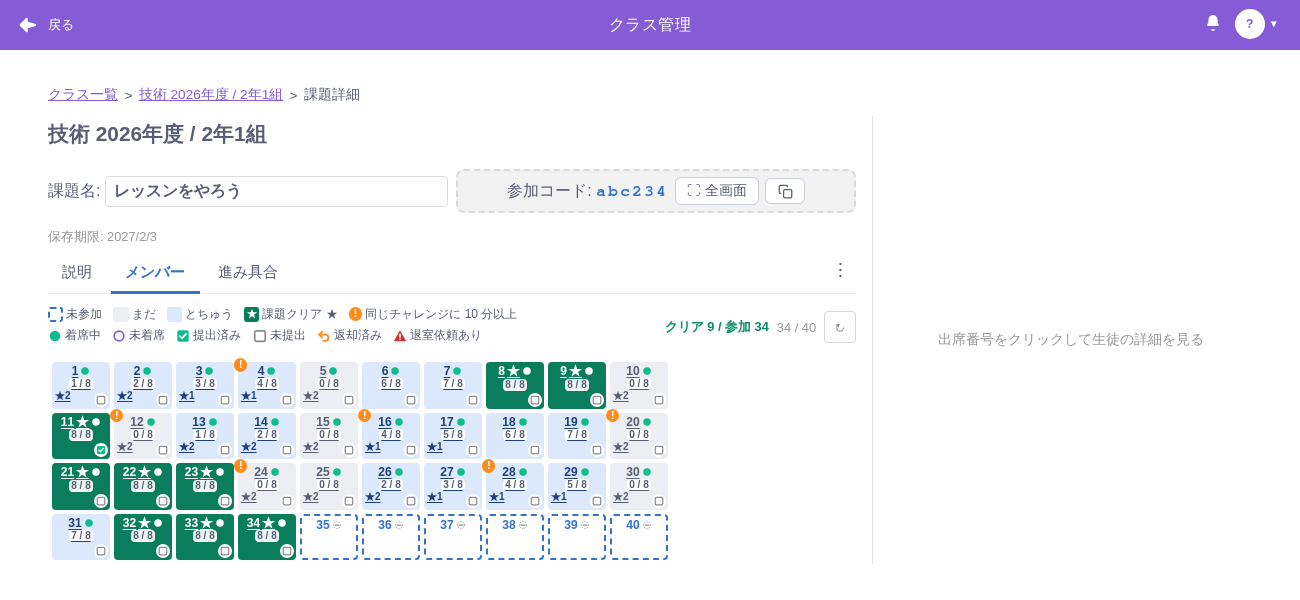 戻る
クラス管理
?
▼
クラス一覧 > 技術 2026年度 / 2年1組 > 課題詳細
技術 2026年度 / 2年1組
課題名: レッスンをやろう
参加コード: abc234 全画面
保存期限: 2027/2/3
説明 メンバー 進み具合
未参加 まだ とちゅう ★ 課題クリア ★ ! 同じチャレンジに 10 分以上
着席中 未着席 提出済み 未提出 返却済み 退室依頼あり
クリア 9 / 参加 34 34 / 40
出席番号をクリックして生徒の詳細を見る
1 2 3 ! 4 5 6 7 8★ 9★ 10
1 / 8 2 / 8 3 / 8 4 / 8 0 / 8 6 / 8 7 / 8 8 / 8 8 / 8 0 / 8
★2 ★2 ★1 ★1 ★2 ★2
11★ ! 12 13 14 15 ! 16 17 18 19 ! 20
8 / 8 0 / 8 1 / 8 2 / 8 0 / 8 4 / 8 5 / 8 6 / 8 7 / 8 0 / 8
★2 ★2 ★2 ★2 ★1 ★1 ★2
21★ 22★ 23★ ! 24 25 26 27 ! 28 29 30
8 / 8 8 / 8 8 / 8 0 / 8 0 / 8 2 / 8 3 / 8 4 / 8 5 / 8 0 / 8
★2 ★2 ★2 ★1 ★1 ★1 ★2
31 32★ 33★ 34★ 35 36 37 38 39 40
7 / 8 8 / 8 8 / 8 8 / 8